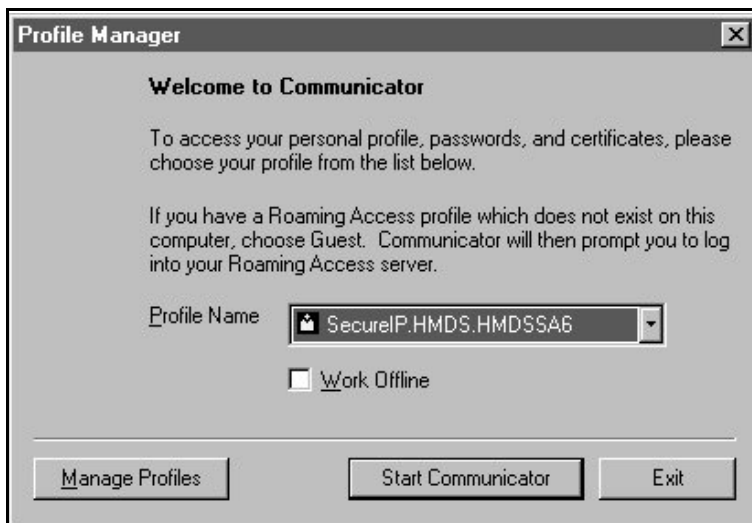 Profile Manager
Welcome to Communicator
To access your personal profile, passwords, and certificates, please
choose your profile from the list below.
If you have a Roaming Access profile which does not exist on this
computer, choose Guest. Communicator will then prompt you to log
into your Roaming Access server.
Profile Name SecureIP.HMDS.HMDSSA6
Work Offline
Manage Profiles Start Communicator Exit